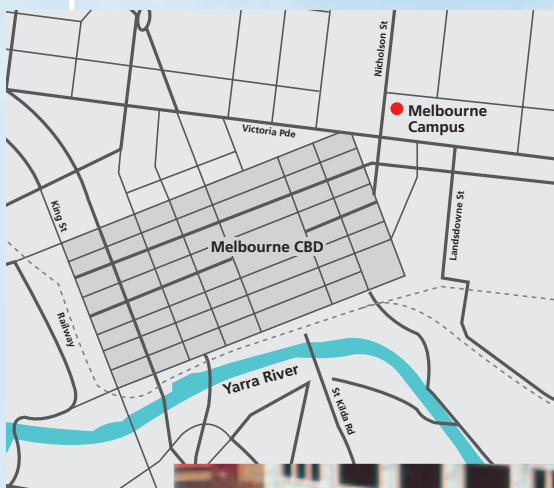 Nicholson St
Melbourne
Campus
Victoria Pde
King St
Landsdowne St
Melbourne CBD
Railway
Yarra River
St Kilda Rd